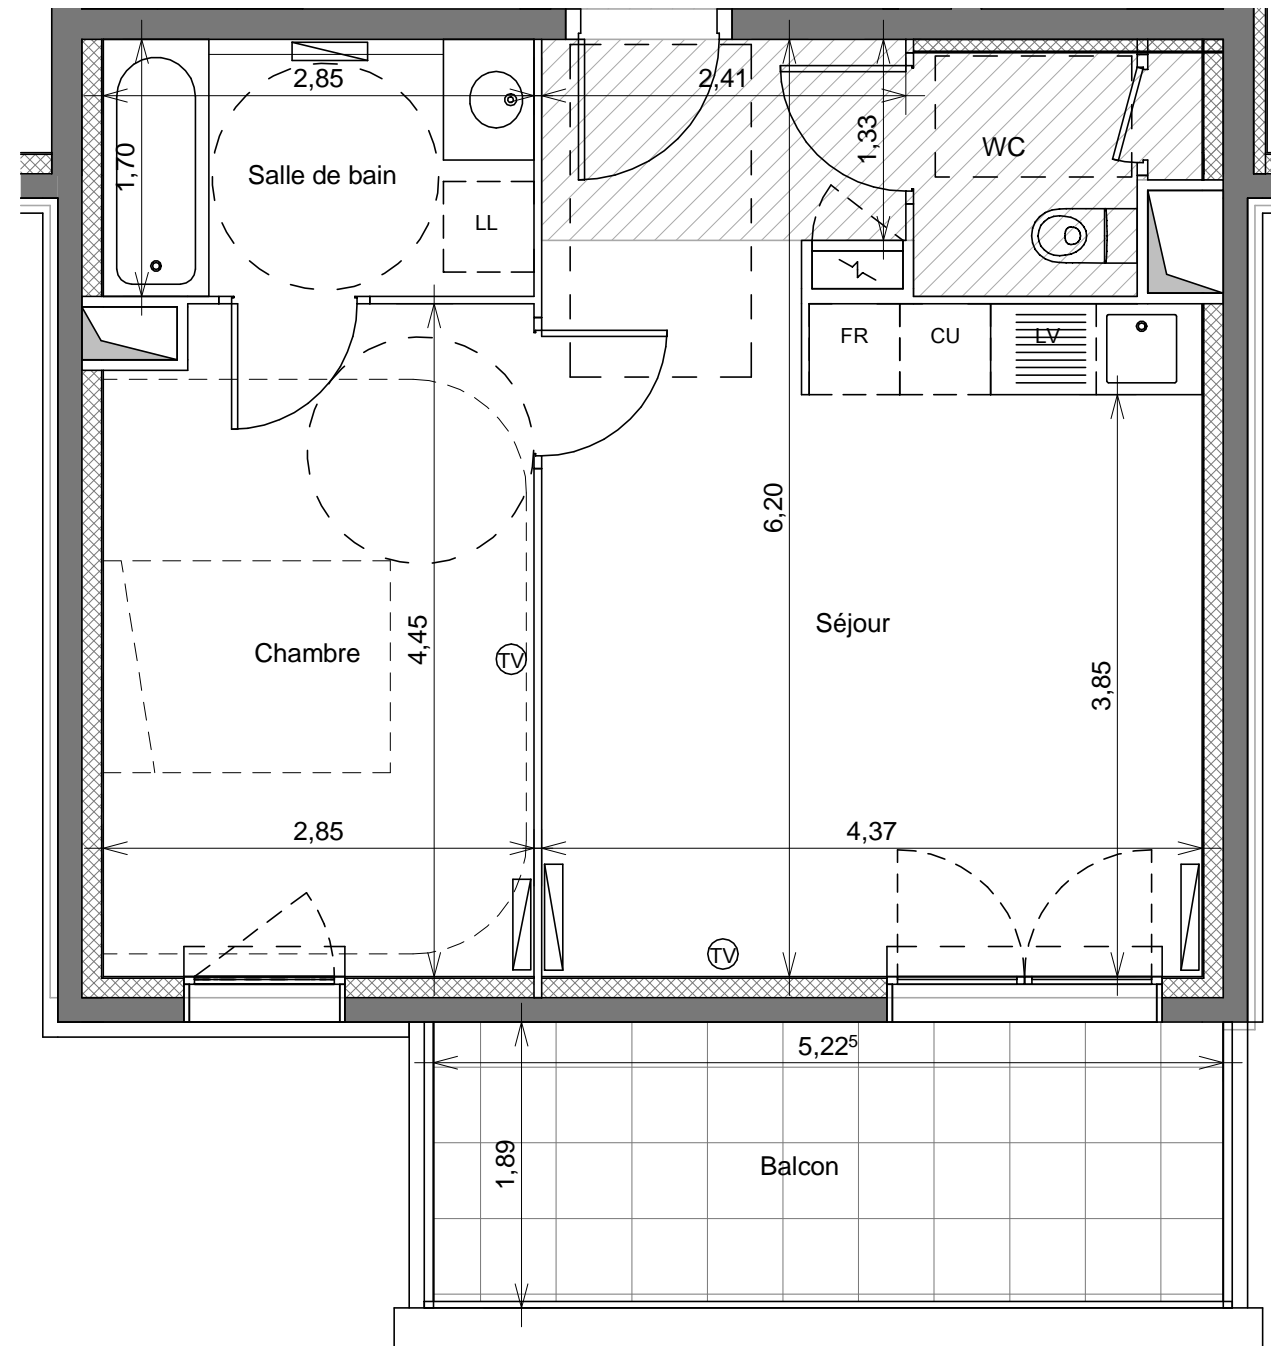 2,85
2,41
1,70
Salle de bain
1,33
WC
LL
FR
CU
LV
6,20
Séjour
Chambre
4,45
TV
3,85
2,85
4,37
TV
5,22⁵
1,89
Balcon